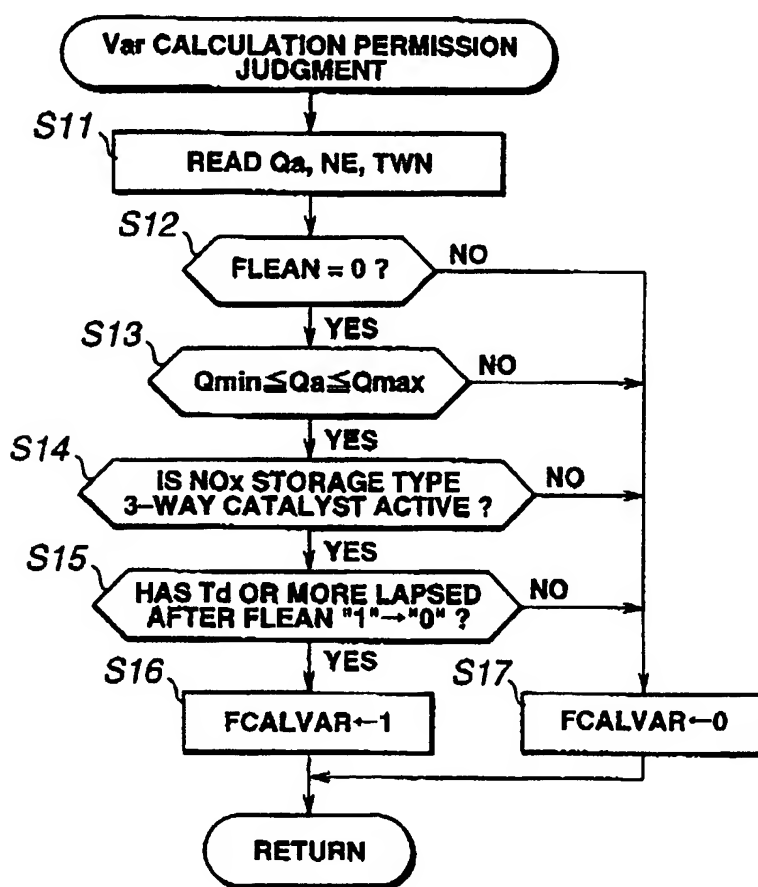 Var CALCULATION PERMISSION
JUDGMENT
S11
READ Qa, NE, TWN
S12
FLEAN = 0 ?
NO
YES
S13
Qmin≦Qa≦Qmax
NO
YES
S14
IS NOx STORAGE TYPE
3-WAY CATALYST ACTIVE ?
NO
YES
S15
HAS Td OR MORE LAPSED
AFTER FLEAN "1"→"0" ?
NO
YES
S16
FCALVAR←1
S17
FCALVAR←0
RETURN